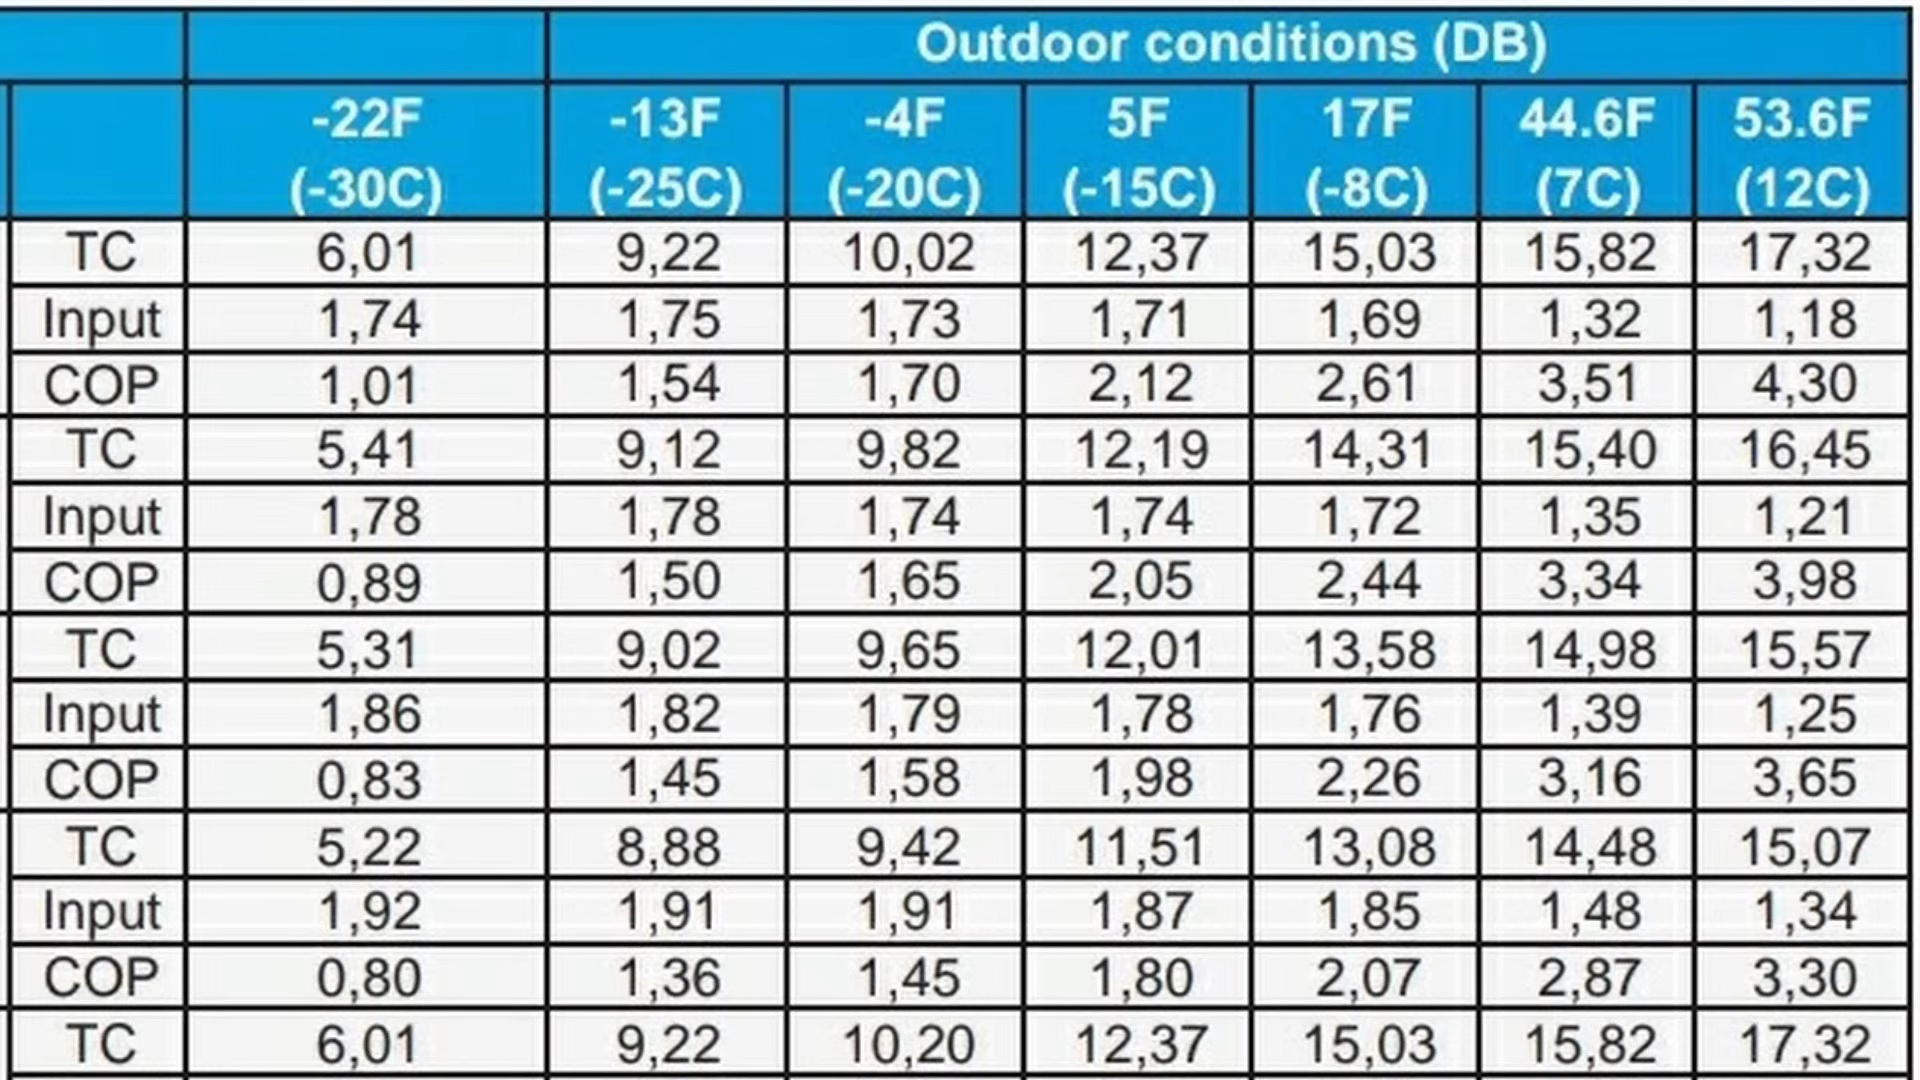 Outdoor conditions (DB)
-22F -13F -4F 5F 17F 44.6F 53.6F
(-30C) (-25C) (-20C) (-15C) (-8C) (7C) (12C)
TC 6,01 9,22 10,02 12,37 15,03 15,82 17,32
Input 1,74 1,75 1,73 1,71 1,69 1,32 1,18
COP 1,01 1,54 1,70 2,12 2,61 3,51 4,30
TC 5,41 9,12 9,82 12,19 14,31 15,40 16,45
Input 1,78 1,78 1,74 1,74 1,72 1,35 1,21
COP 0,89 1,50 1,65 2,05 2,44 3,34 3,98
TC 5,31 9,02 9,65 12,01 13,58 14,98 15,57
Input 1,86 1,82 1,79 1,78 1,76 1,39 1,25
COP 0,83 1,45 1,58 1,98 2,26 3,16 3,65
TC 5,22 8,88 9,42 11,51 13,08 14,48 15,07
Input 1,92 1,91 1,91 1,87 1,85 1,48 1,34
COP 0,80 1,36 1,45 1,80 2,07 2,87 3,30
TC 6,01 9,22 10,20 12,37 15,03 15,82 17,32